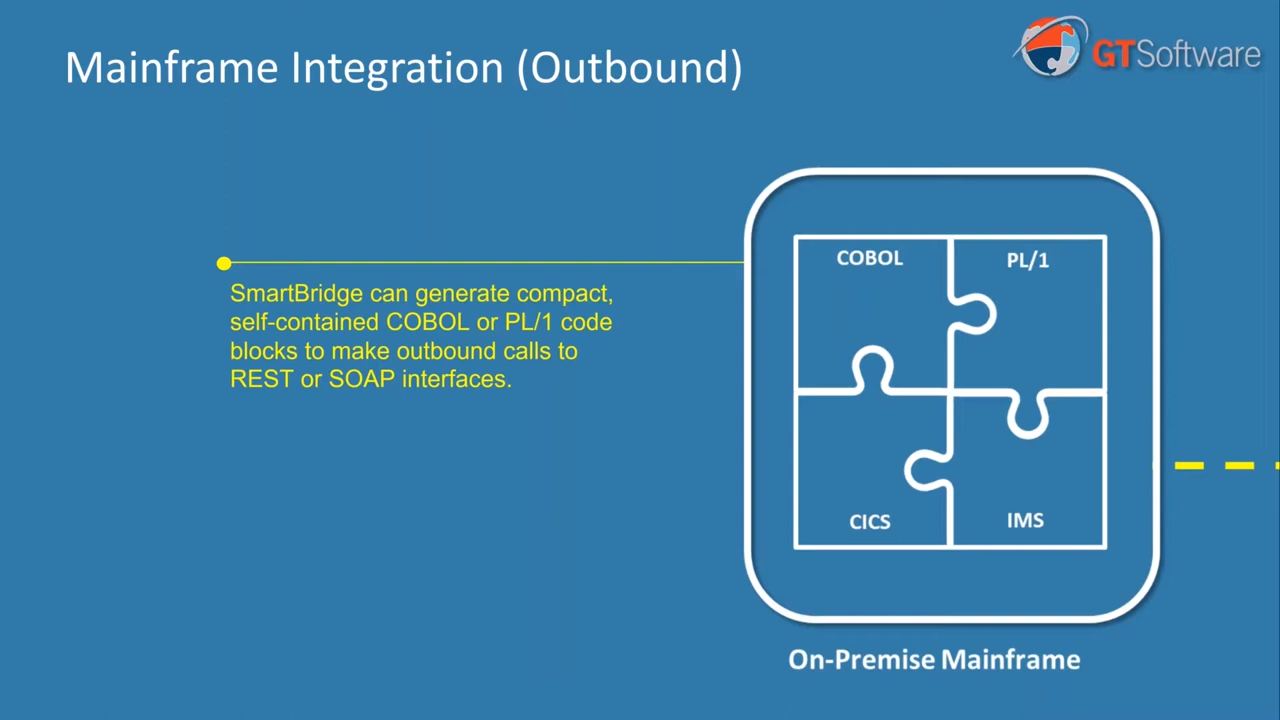 Mainframe Integration (Outbound)
GTSoftware
COBOL
PL/1
SmartBridge can generate compact,
self-contained COBOL or PL/1 code
blocks to make outbound calls to
REST or SOAP interfaces.
CICS
IMS
On-Premise Mainframe